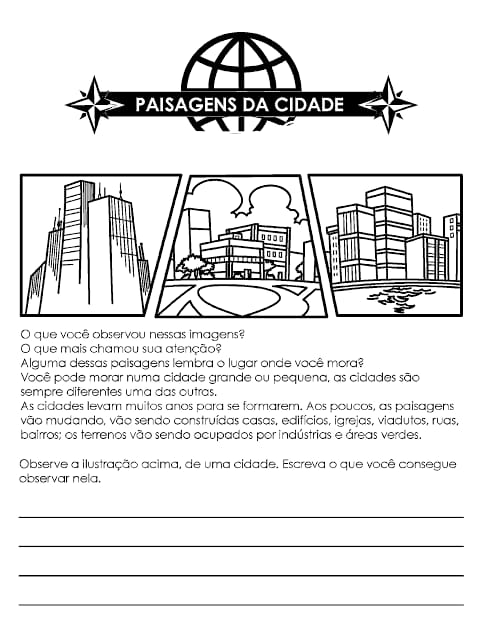 PAISAGENS DA CIDADE
O que você observou nessas imagens?
O que mais chamou sua atenção?
Alguma dessas paisagens lembra o lugar onde você mora?
Você pode morar numa cidade grande ou pequena, as cidades são
sempre diferentes uma das outras.
As cidades levam muitos anos para se formarem. Aos poucos, as paisagens
vão mudando, vão sendo construídas casas, edifícios, igrejas, viadutos, ruas,
bairros; os terrenos vão sendo ocupados por indústrias e áreas verdes.
Observe a ilustração acima, de uma cidade. Escreva o que você consegue
observar nela.